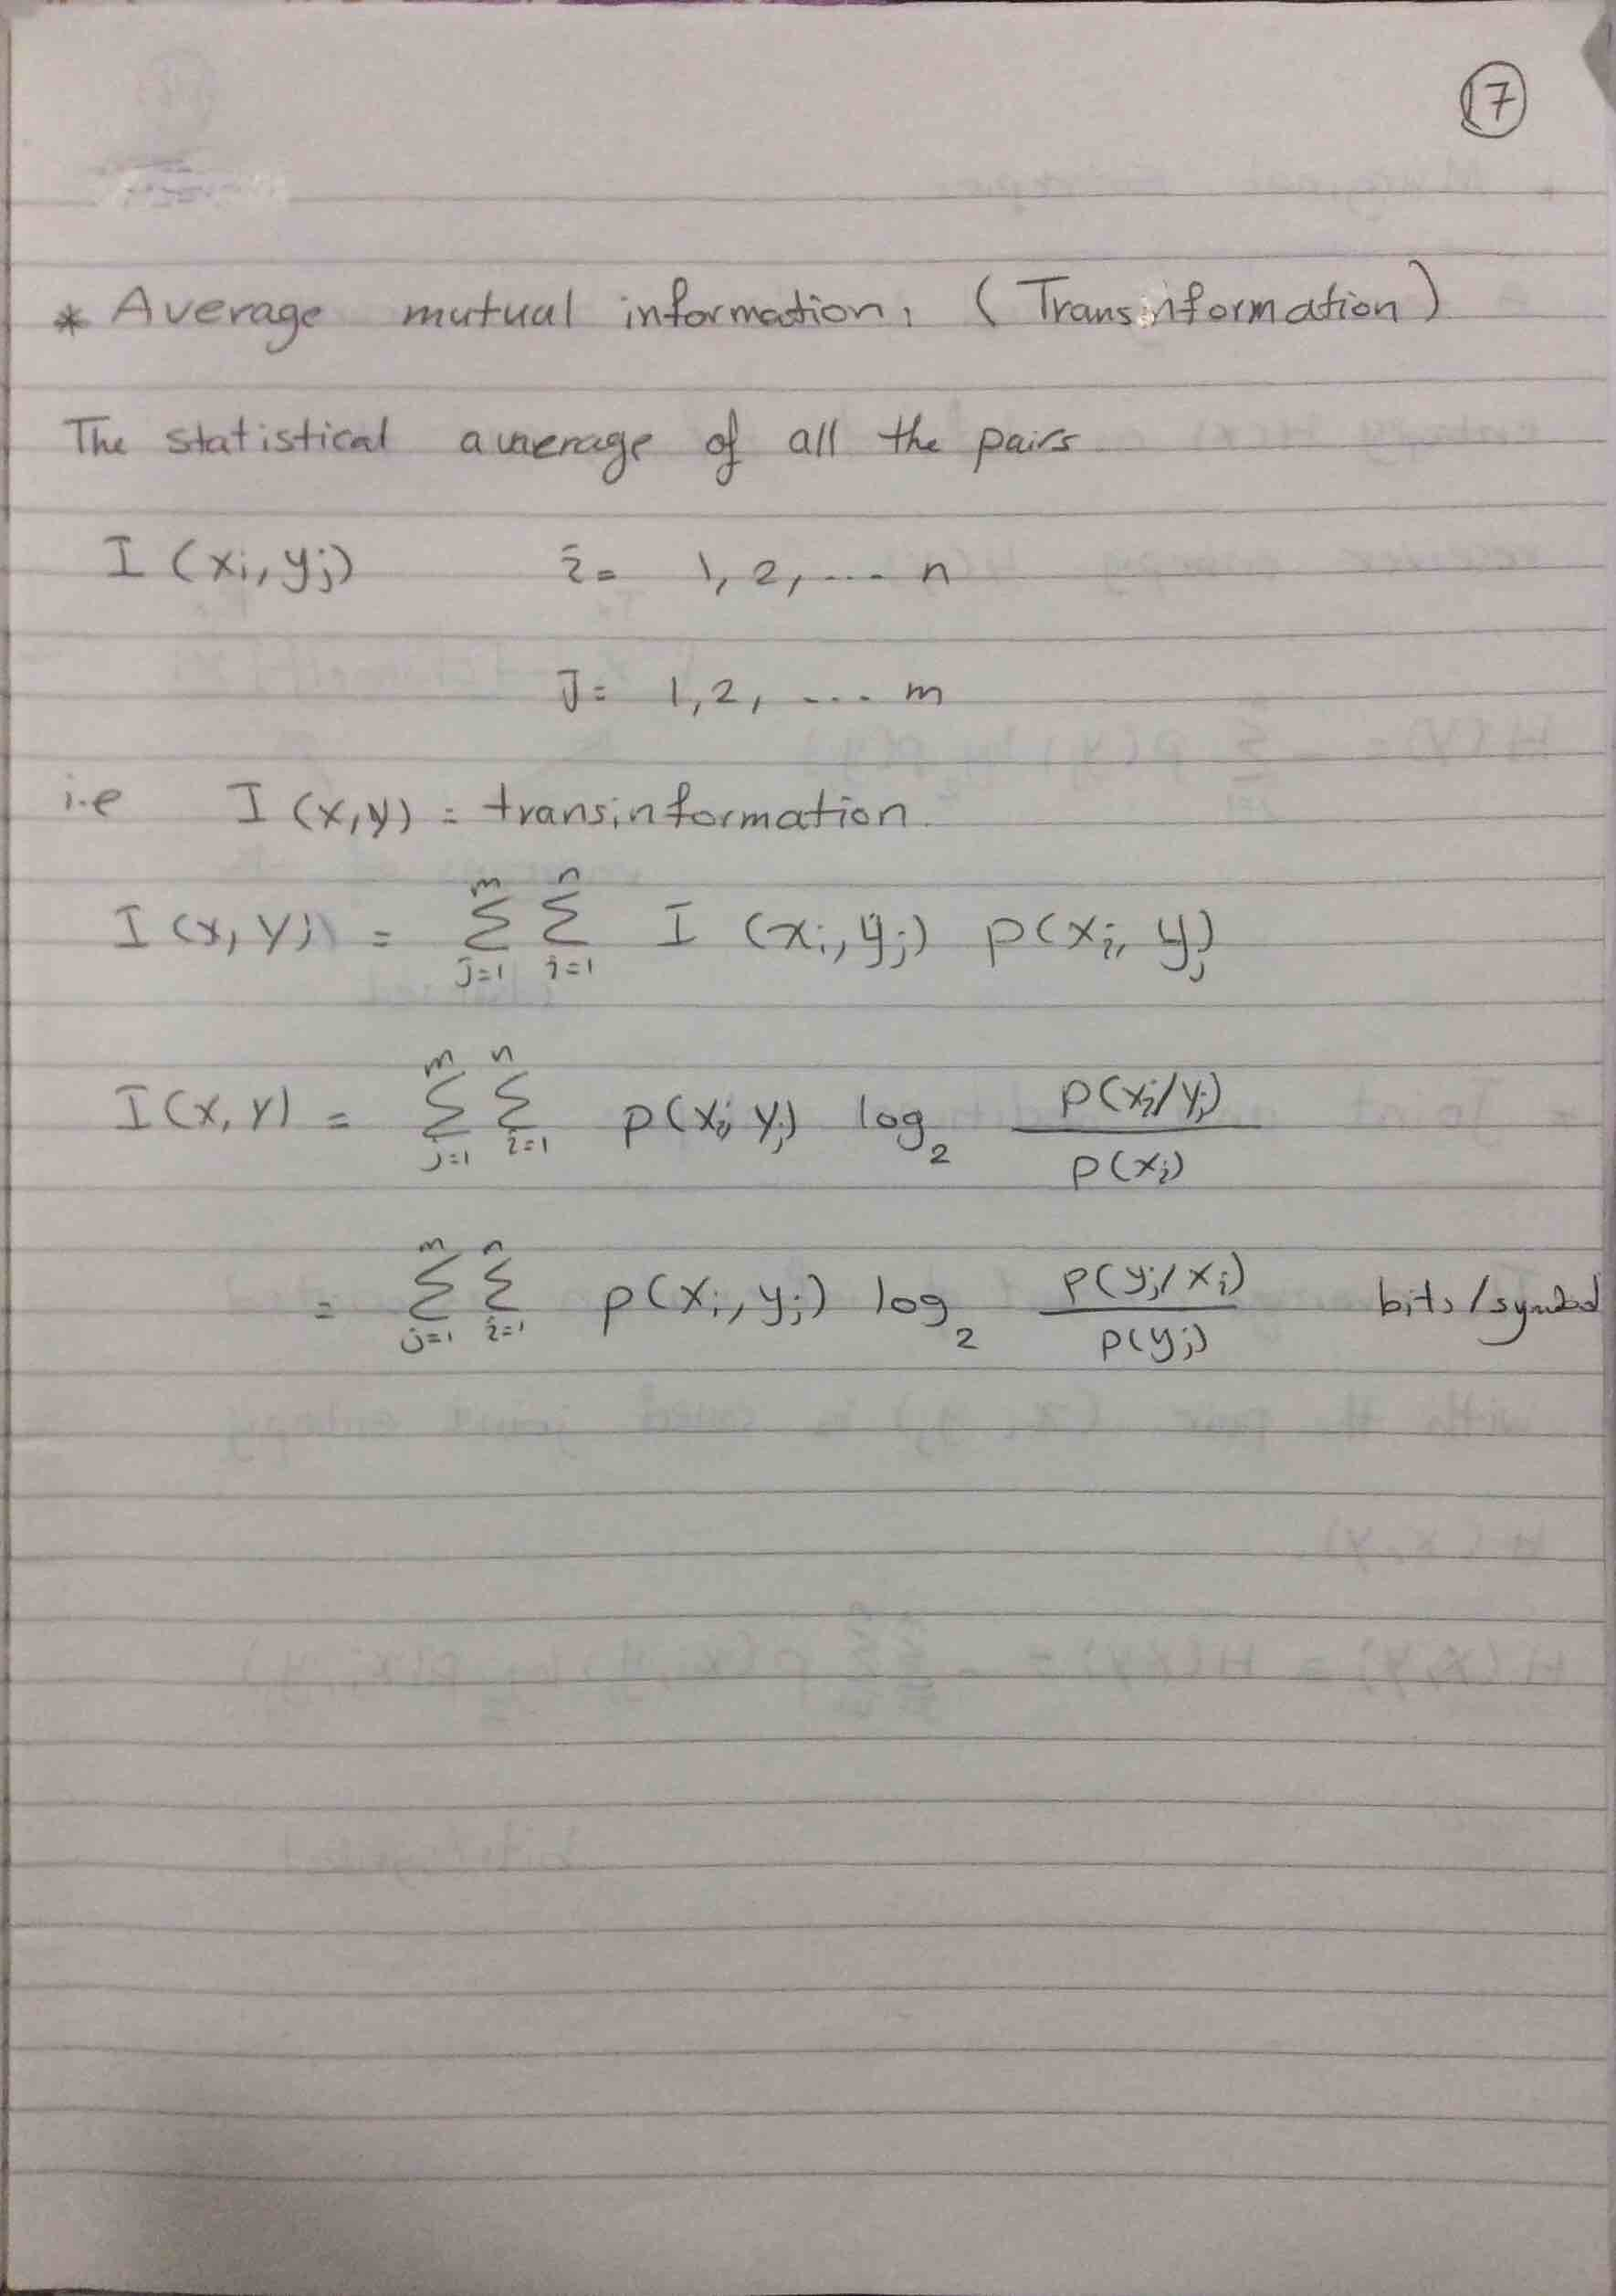 17
* Average mutual information, (Transinformation)
The statistical average of all the pairs
I (xi, yj) i = 1, 2, .... n
J = 1, 2, .... m
i.e I (x,y) = transinformation
I (x, y) = m∑j=1 n∑i=1 I (xi, yj) p(xi, yj)
I (x, y) = m∑j=1 n∑i=1 p(xi, yj) log2 p(xi/yj) / p(xi)
= m∑j=1 n∑i=1 p(xi, yj) log2 p(yj/xi) / p(yj) bits/symbol